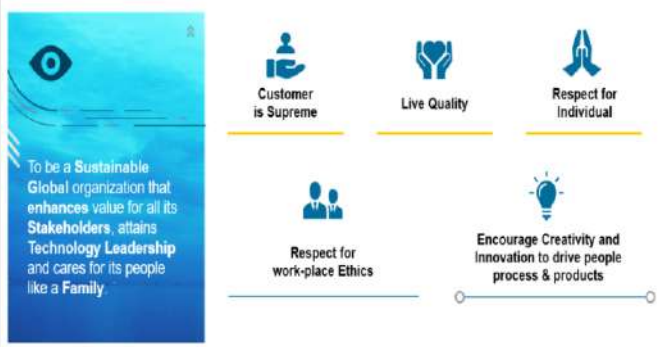 To be a Sustainable
Global organization that
enhances value for all its
Stakeholders, attains
Technology Leadership
and cares for its people
like a Family.
Customer
is Supreme
Live Quality
Respect for
Individual
Respect for
work-place Ethics
Encourage Creativity and
Innovation to drive people
process & products